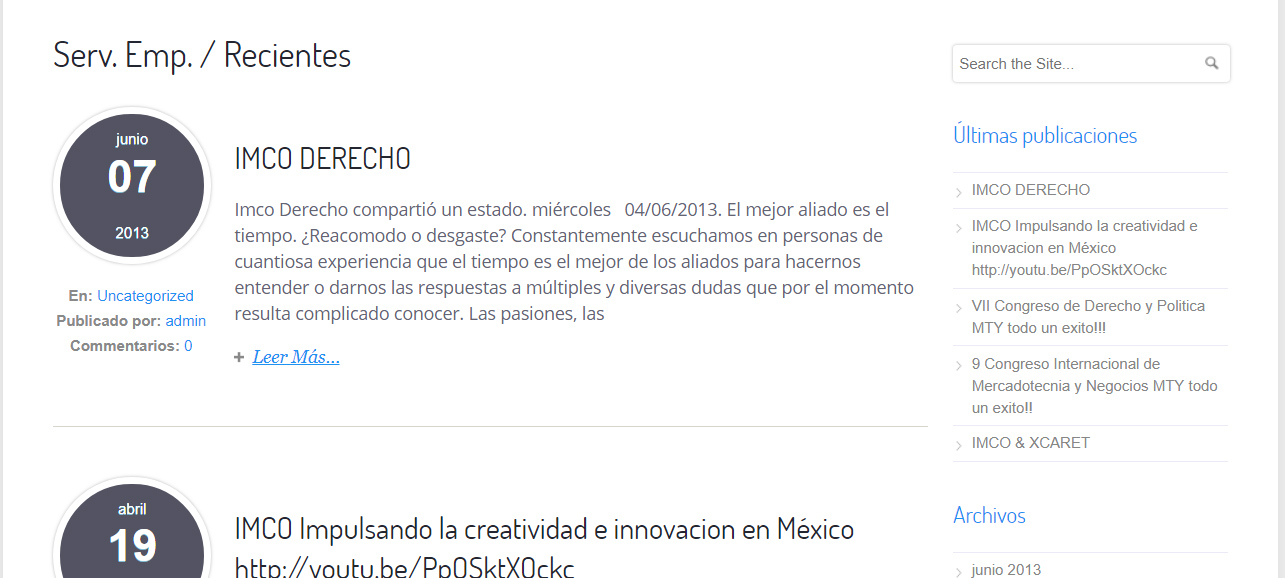 Serv. Emp. / Recientes
junio
07
2013
En: Uncategorized
Publicado por: admin
Commentarios: 0
IMCO DERECHO
Imco Derecho compartió un estado. miércoles 04/06/2013. El mejor aliado es el
tiempo. ¿Reacomodo o desgaste? Constantemente escuchamos en personas de
cuantiosa experiencia que el tiempo es el mejor de los aliados para hacernos
entender o darnos las respuestas a múltiples y diversas dudas que por el momento
resulta complicado conocer. Las pasiones, las
+ Leer Más...
abril
19
IMCO Impulsando la creatividad e innovacion en México
http://youtu.be/PpOSktXOckc
Search the Site...
Últimas publicaciones
IMCO DERECHO
IMCO Impulsando la creatividad e
innovacion en México
http://youtu.be/PpOSktXOckc
VII Congreso de Derecho y Politica
MTY todo un exito!!!
9 Congreso Internacional de
Mercadotecnia y Negocios MTY todo
un exito!!
IMCO & XCARET
Archivos
junio 2013